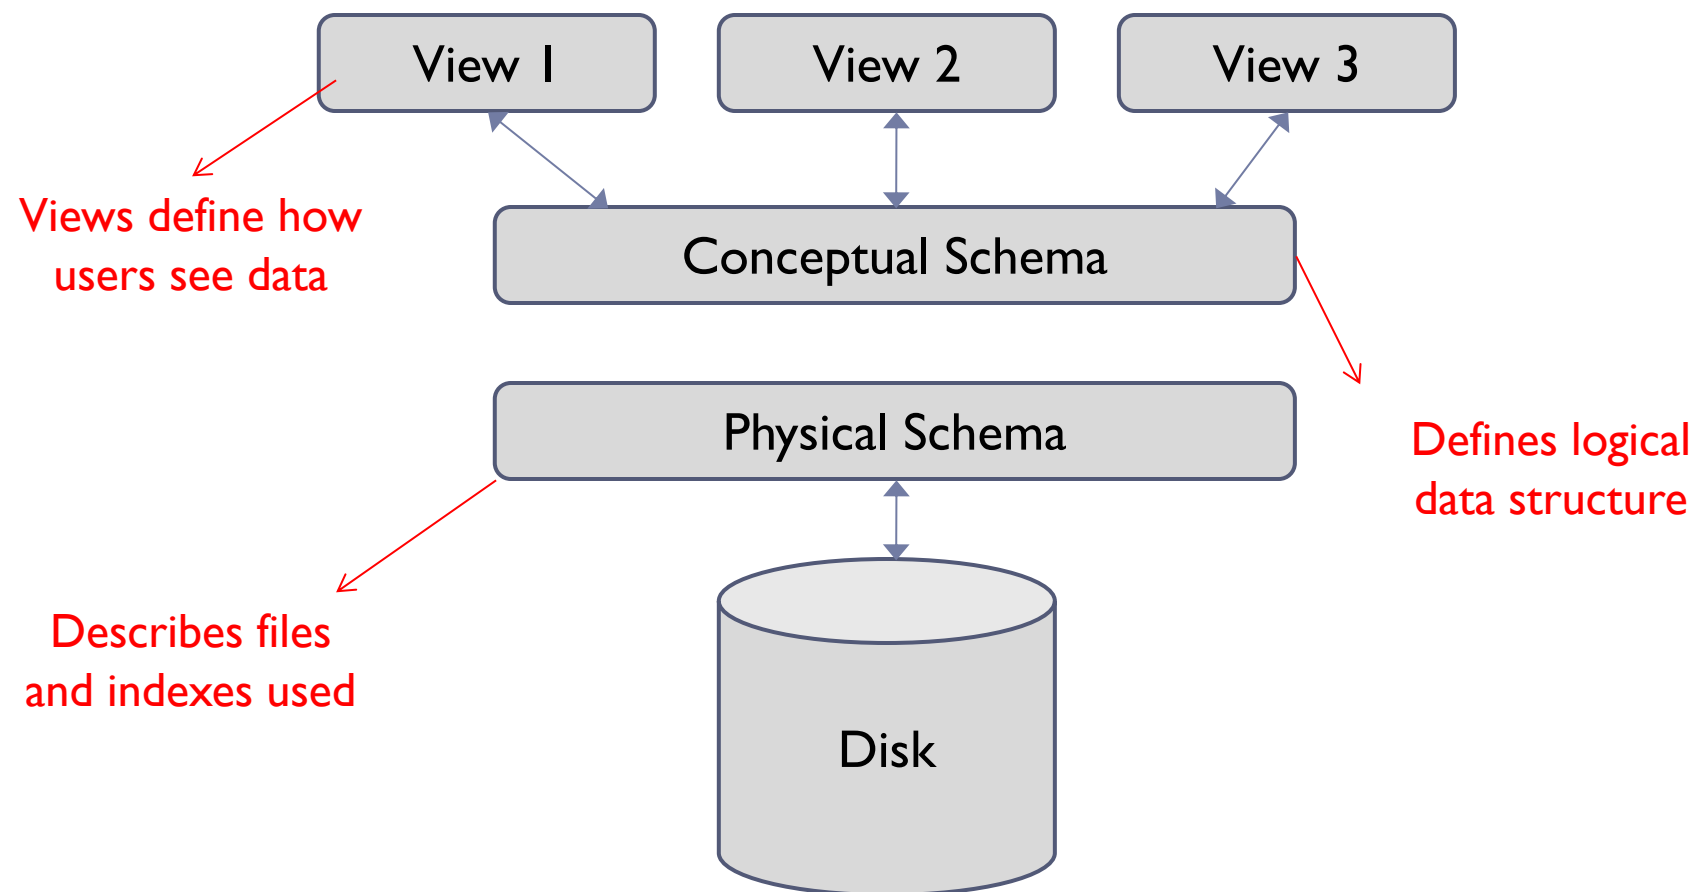 View 1
View 2
View 3
Views define how
users see data
Conceptual Schema
Physical Schema
Defines logical
data structure
Describes files
and indexes used
Disk